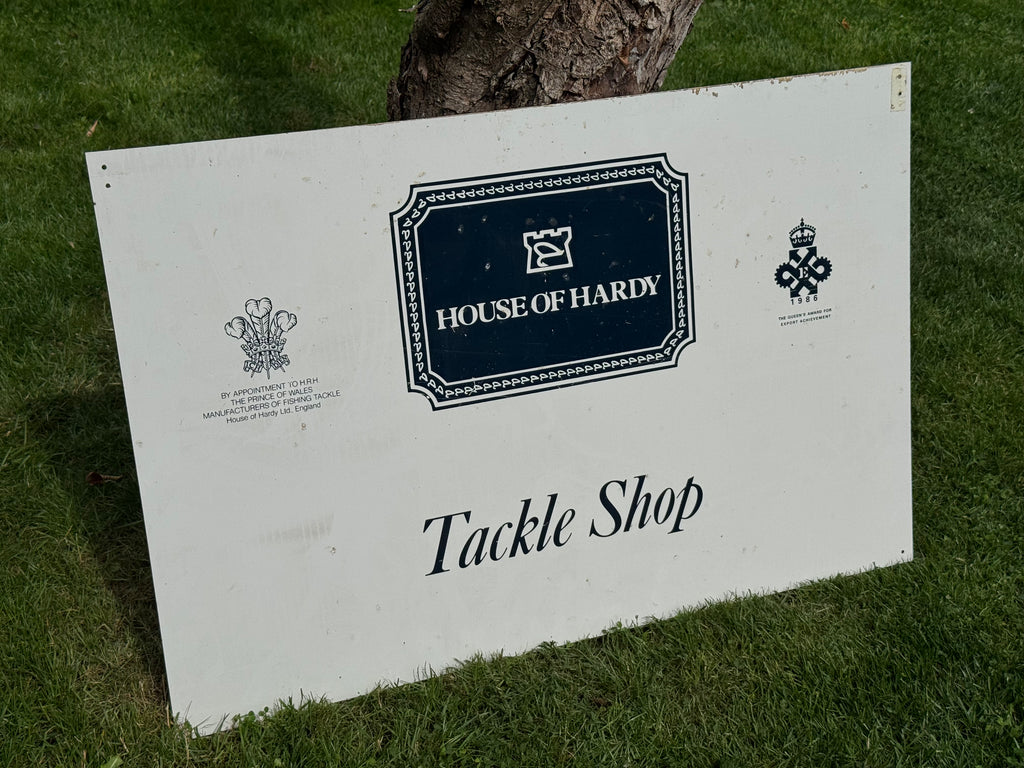 HOUSE OF HARDY
BY APPOINTMENT TO H.R.H.
THE PRINCE OF WALES
MANUFACTURERS OF FISHING TACKLE
House of Hardy Ltd., England
E
1986
THE QUEEN'S AWARD FOR
EXPORT ACHIEVEMENT
Tackle Shop